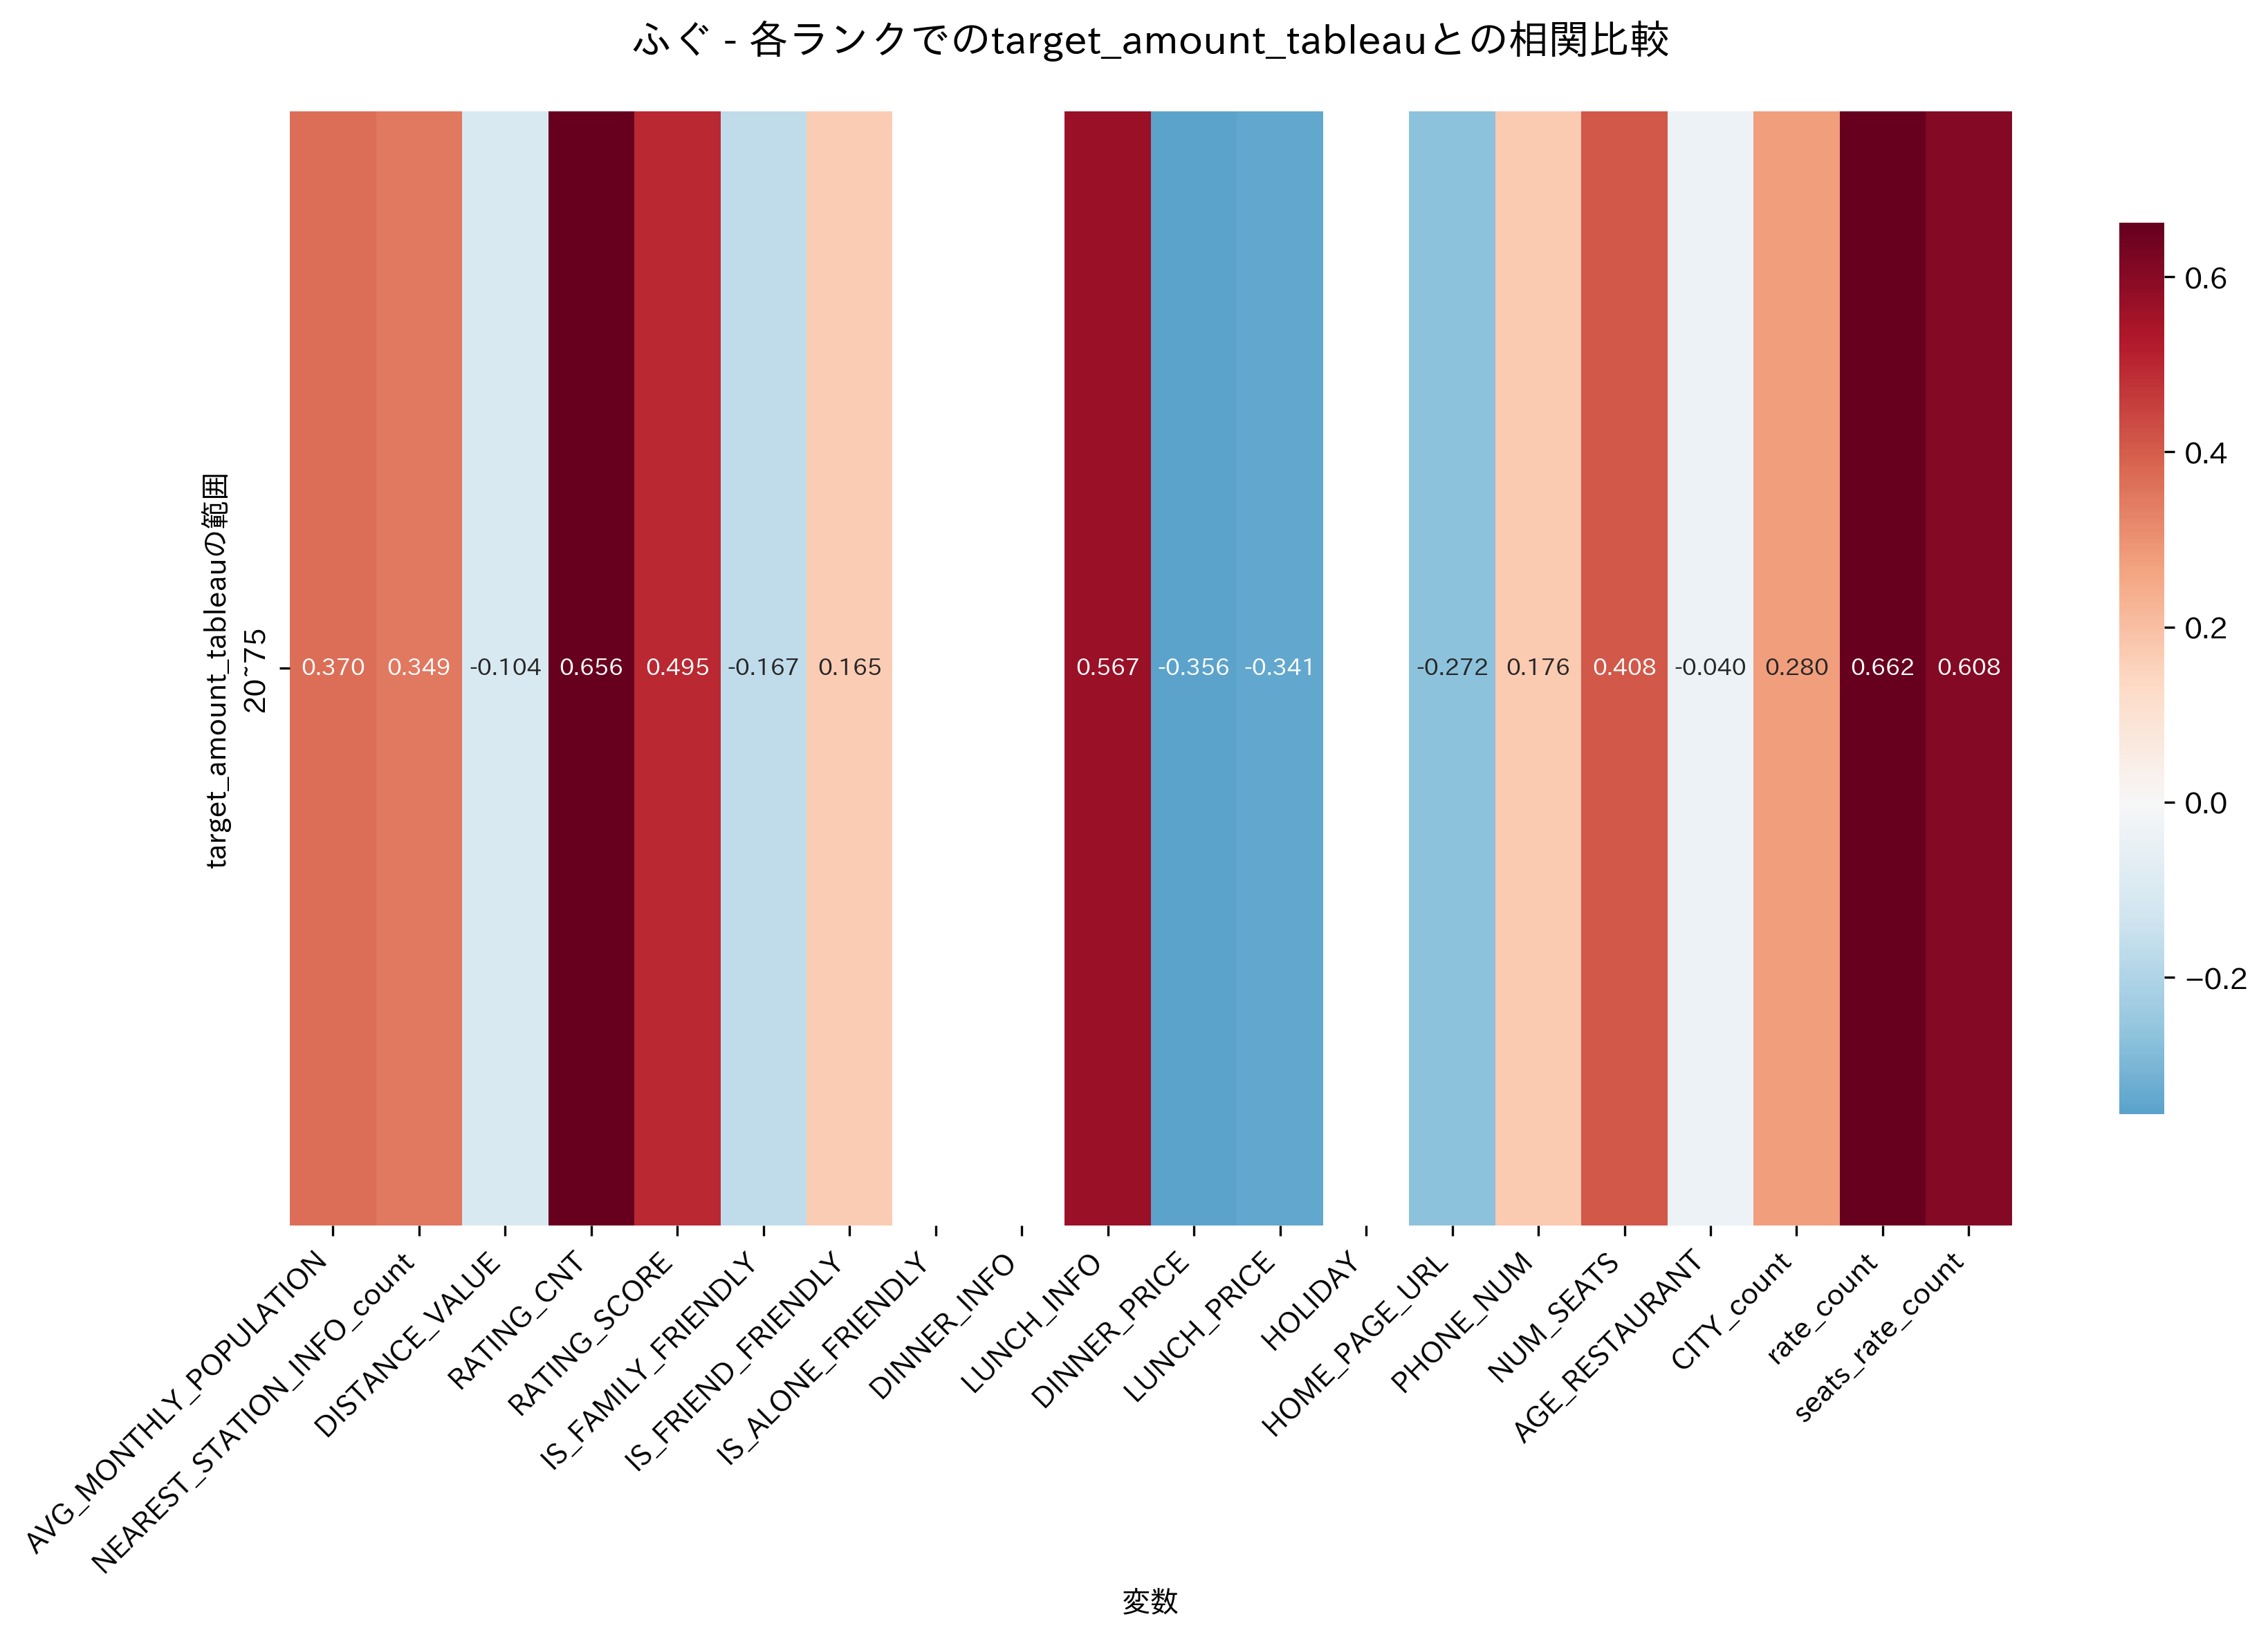 ふぐ - 各ランクでのtarget_amount_tableauとの相関比較
target_amount_tableauの範囲
20~75
0.370 0.349 -0.104 0.656 0.495 -0.167 0.165 0.567 -0.356 -0.341 -0.272 0.176 0.408 -0.040 0.280 0.662 0.608
0.6
0.4
0.2
0.0
−0.2
AVG_MONTHLY_POPULATION
NEAREST_STATION_INFO_count
DISTANCE_VALUE
RATING_CNT
RATING_SCORE
IS_FAMILY_FRIENDLY
IS_FRIEND_FRIENDLY
IS_ALONE_FRIENDLY
DINNER_INFO
LUNCH_INFO
DINNER_PRICE
LUNCH_PRICE
HOLIDAY
HOME_PAGE_URL
PHONE_NUM
NUM_SEATS
AGE_RESTAURANT
CITY_count
rate_count
seats_rate_count
変数